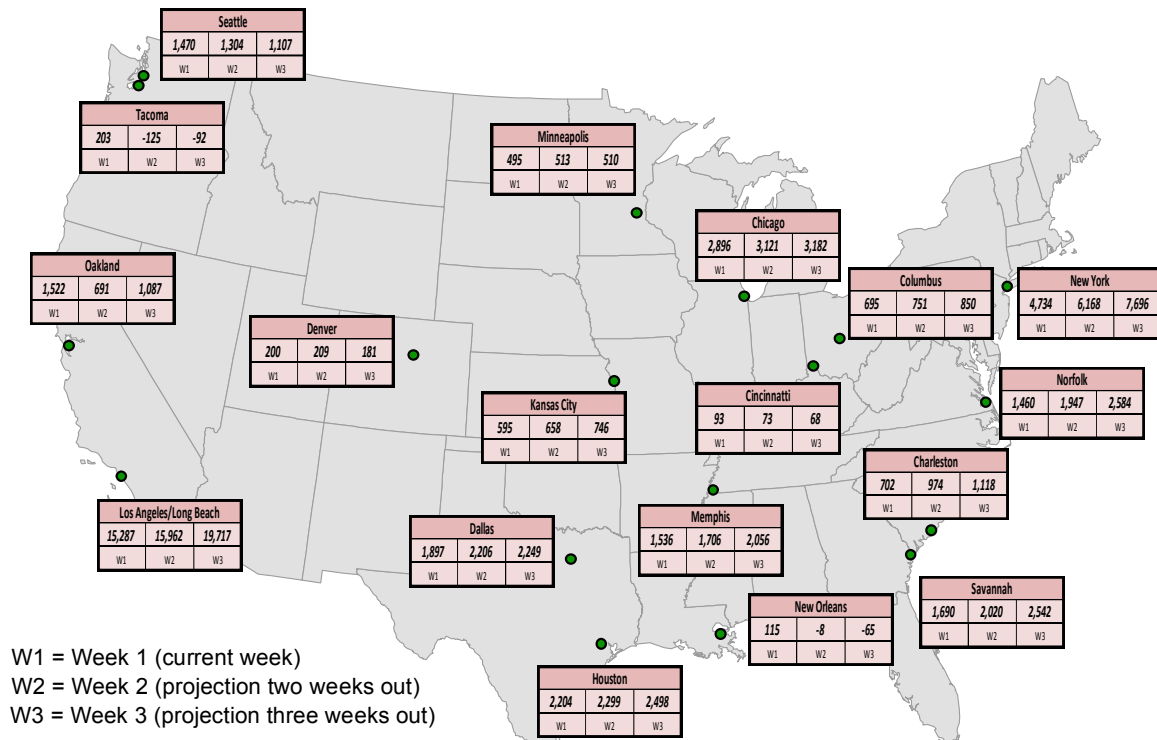 Seattle
1,470 1,304 1,107
W1 W2 W3
Tacoma
203 -125 -92
W1 W2 W3
Minneapolis
495 513 510
W1 W2 W3
Chicago
2,896 3,121 3,182
W1 W2 W3
Oakland
1,522 691 1,087
W1 W2 W3
Columbus
695 751 850
W1 W2 W3
New York
4,734 6,168 7,696
W1 W2 W3
Denver
200 209 181
W1 W2 W3
Norfolk
1,460 1,947 2,584
W1 W2 W3
Kansas City
595 658 746
W1 W2 W3
Cincinnatti
93 73 68
W1 W2 W3
Charleston
702 974 1,118
W1 W2 W3
Los Angeles/Long Beach
15,287 15,962 19,717
W1 W2 W3
Dallas
1,897 2,206 2,249
W1 W2 W3
Memphis
1,536 1,706 2,056
W1 W2 W3
Savannah
1,690 2,020 2,542
W1 W2 W3
New Orleans
115 -8 -65
W1 W2 W3
Houston
2,204 2,299 2,498
W1 W2 W3
W1 = Week 1 (current week)
W2 = Week 2 (projection two weeks out)
W3 = Week 3 (projection three weeks out)